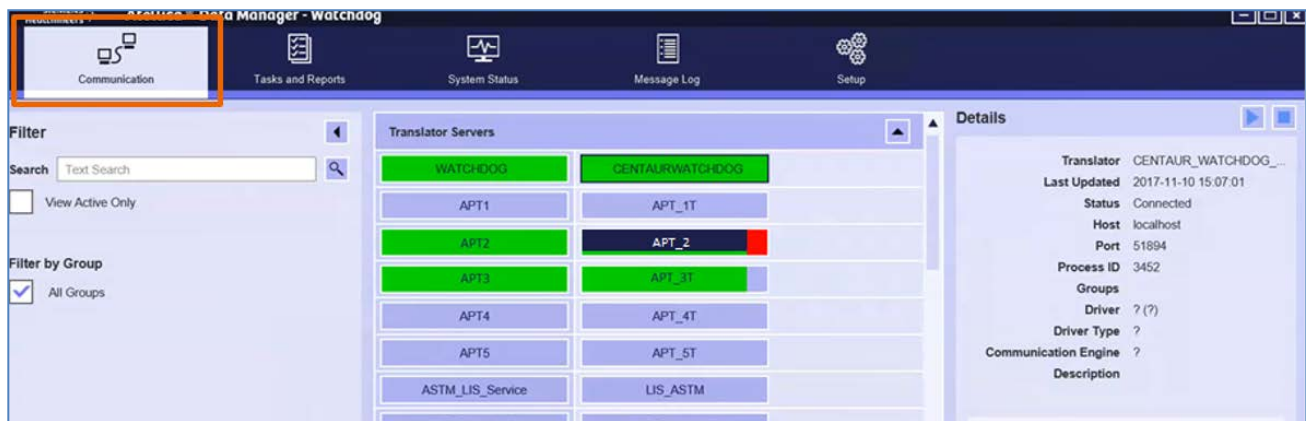 Data Manager - Watchdog
Communication
Tasks and Reports
System Status
Message Log
Setup
Filter
Search Text Search
View Active Only
Filter by Group
All Groups
Translator Servers
WATCHDOG CENTAURWATCHDOG
APT1 APT_1T
APT2 APT_2
APT3 APT_3T
APT4 APT_4T
APT5 APT_5T
ASTM_LIS_Service LIS_ASTM
Details
Translator CENTAUR_WATCHDOG_...
Last Updated 2017-11-10 15:07:01
Status Connected
Host localhost
Port 51894
Process ID 3452
Groups
Driver ? (?)
Driver Type ?
Communication Engine ?
Description